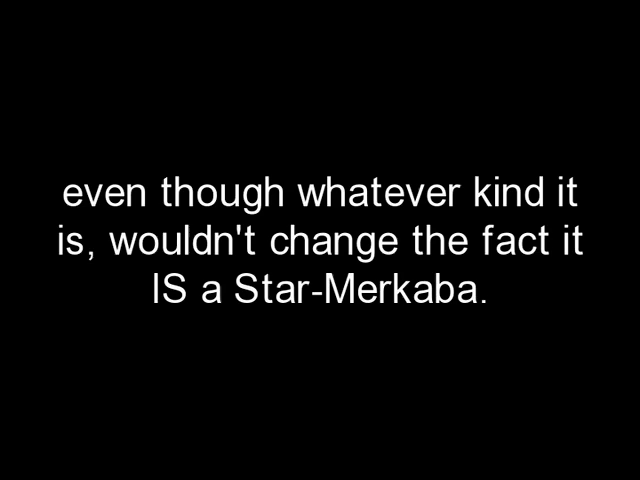 even though whatever kind it
is, wouldn't change the fact it
IS a Star-Merkaba.